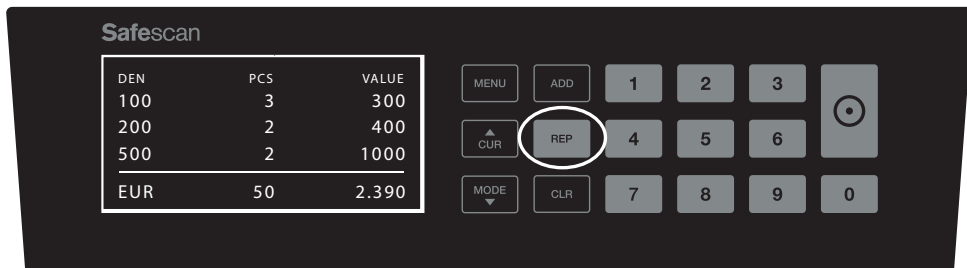 Safescan
DEN PCS VALUE
100 3 300
200 2 400
500 2 1000
EUR 50 2.390
MENU ADD 1 2 3
CUR REP 4 5 6
MODE CLR 7 8 9 0